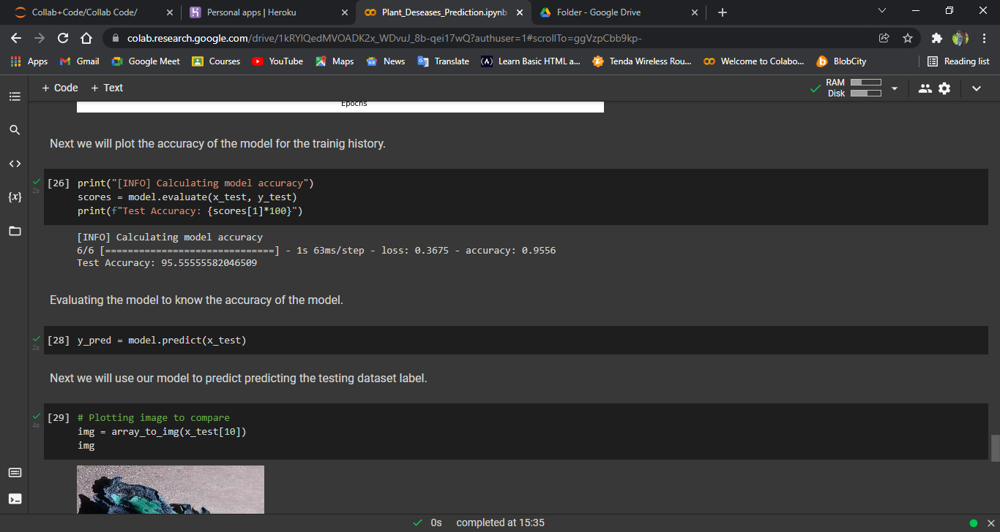 Collab+Code/Collab Code/
Personal apps | Heroku
Plant_Deseases_Prediction.ipynb
Folder - Google Drive
colab.research.google.com/drive/1kRYlQedMVOADK2x_WDvuJ_8b-qei17wQ?authuser=1#scrollTo=ggVzpCbb9kp-
Apps
Gmail
Google Meet
Courses
YouTube
Maps
News
Translate
Learn Basic HTML a...
Tenda Wireless Rou...
Welcome to Colabo...
BlobCity
Reading list
+ Code
+ Text
RAM
Disk
Epochs
Next we will plot the accuracy of the model for the trainig history.
2s
[26] print("[INFO] Calculating model accuracy")
scores = model.evaluate(x_test, y_test)
print(f"Test Accuracy: {scores[1]*100}")
[INFO] Calculating model accuracy
6/6 [==============================] - 1s 63ms/step - loss: 0.3675 - accuracy: 0.9556
Test Accuracy: 95.55555582046509
Evaluating the model to know the accuracy of the model.
2s
[28] y_pred = model.predict(x_test)
Next we will use our model to predict predicting the testing dataset label.
4s
[29] # Plotting image to compare
img = array_to_img(x_test[10])
img
0s completed at 15:35